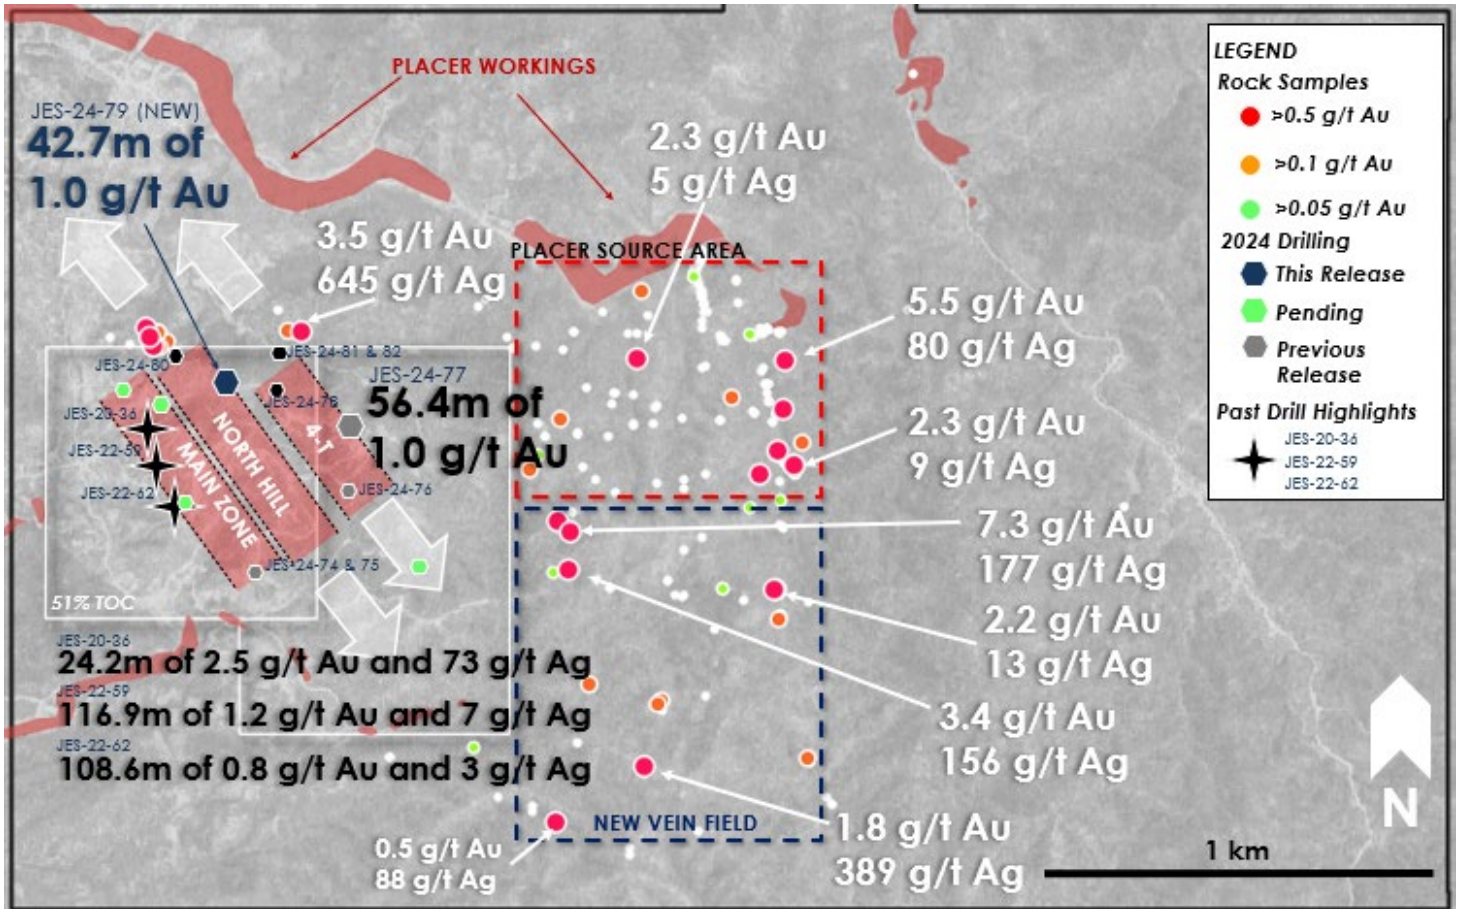 PLACER WORKINGS
JES-24-79 (NEW)
42.7m of
1.0 g/t Au
2.3 g/t Au
5 g/t Ag
3.5 g/t Au
645 g/t Ag
PLACER SOURCE AREA
5.5 g/t Au
80 g/t Ag
JES-24-80
JES-24-81 & 82
JES-24-77
56.4m of
1.0 g/t Au
JES-24-78
JES-20-36
JES-22-59
JES-22-62
NORTH HILL
MAIN ZONE
4-T
JES-24-76
JES-24-74 & 75
51% TOC
2.3 g/t Au
9 g/t Ag
7.3 g/t Au
177 g/t Ag
2.2 g/t Au
13 g/t Ag
3.4 g/t Au
156 g/t Ag
JES-20-36
24.2m of 2.5 g/t Au and 73 g/t Ag
JES-22-59
116.9m of 1.2 g/t Au and 7 g/t Ag
JES-22-62
108.6m of 0.8 g/t Au and 3 g/t Ag
NEW VEIN FIELD
0.5 g/t Au
88 g/t Ag
1.8 g/t Au
389 g/t Ag
1 km
N
LEGEND
Rock Samples
>0.5 g/t Au
>0.1 g/t Au
>0.05 g/t Au
2024 Drilling
This Release
Pending
Previous
Release
Past Drill Highlights
JES-20-36
JES-22-59
JES-22-62